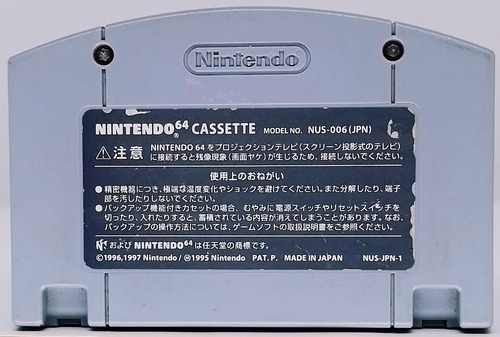 Nintendo
NINTENDO64 CASSETTE MODEL NO. NUS-006(JPN)
⚠注意 NINTENDO 64をプロジェクションテレビ(スクリーン投影式のテレビ)
に接続すると残像現象(画面ヤケ)が生じるため、接続しないでください。
使用上のおねがい
●精密機器につき、極端な温度変化やショックを避けてください。また分解したり、端子
部を汚したりしないでください。
●バックアップ機能付きカセットの場合、むやみに電源スイッチやリセットスイッチを
切ったり、入れたりすると、蓄積されている内容が消えてしまうことがあります。なお、
バックアップの操作方法については、ゲームソフトの取扱説明書をご参照ください。
および NINTENDO64 は任天堂の商標です。
©1996,1997 Nintendo/Ⓗ1995 Nintendo PAT. P. MADE IN JAPAN NUS-JPN-1